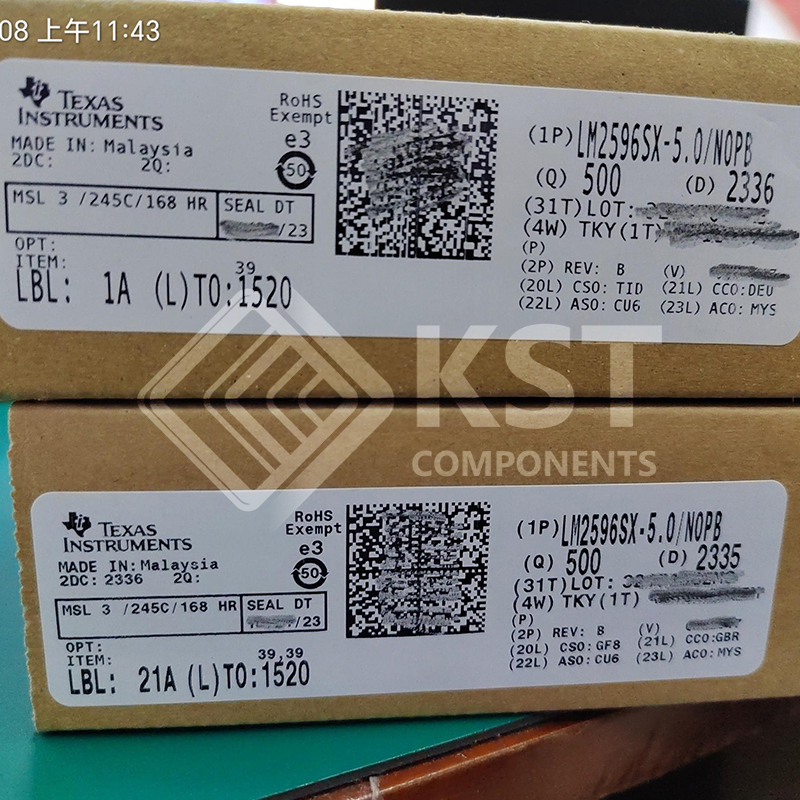 08 上午11:43
TEXAS
INSTRUMENTS
MADE IN: Malaysia
2DC: 2Q:
MSL 3 /245C/168 HR
SEAL DT
/23
OPT:
ITEM:
39
LBL: 1A (L)TO:1520
RoHS
Exempt
e3
50
(1P) LM2596SX-5.0/NOPB
(Q) 500 (D) 2336
(31T)LOT:
(4W) TKY(1T)
(P)
(2P) REV: B (V)
(20L) CSO: TID (21L) CCO:DEU
(22L) ASO: CU6 (23L) ACO: MYS
KST
COMPONENTS
TEXAS
INSTRUMENTS
MADE IN: Malaysia
2DC: 2336 2Q:
MSL 3 /245C/168 HR
SEAL DT
/23
OPT:
ITEM:
39,39
LBL: 21A (L)TO:1520
RoHS
Exempt
e3
50
(1P) LM2596SX-5.0/NOPB
(Q) 500 (D) 2335
(31T)LOT:
(4W) TKY(1T)
(P)
(2P) REV: B (V)
(20L) CSO: GF8 (21L) CCO:GBR
(22L) ASO: CU6 (23L) ACO: MYS